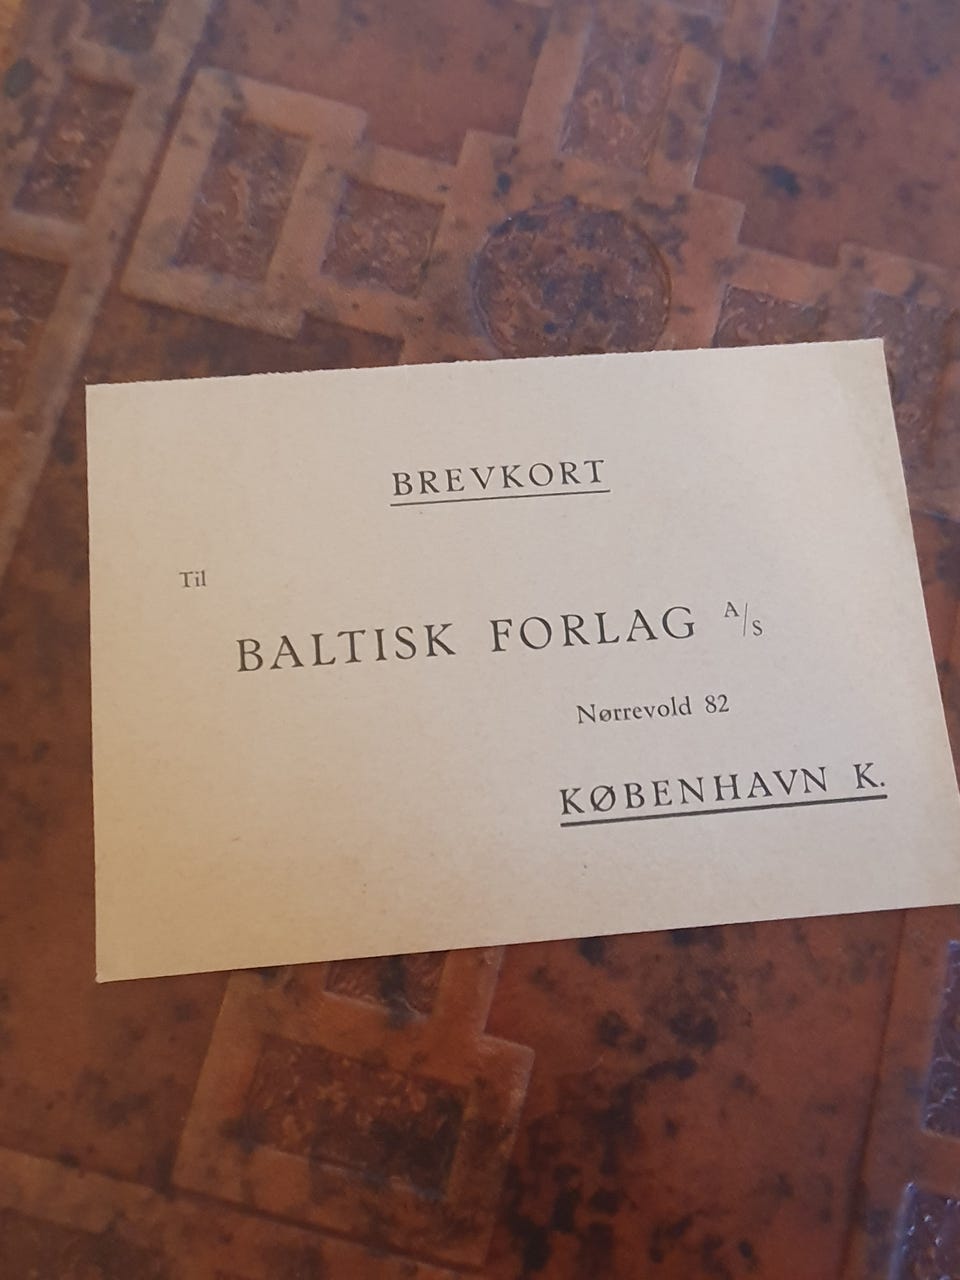 BREVKORT
Til
BALTISK FORLAG A/S
Nørrevold 82
KØBENHAVN K.